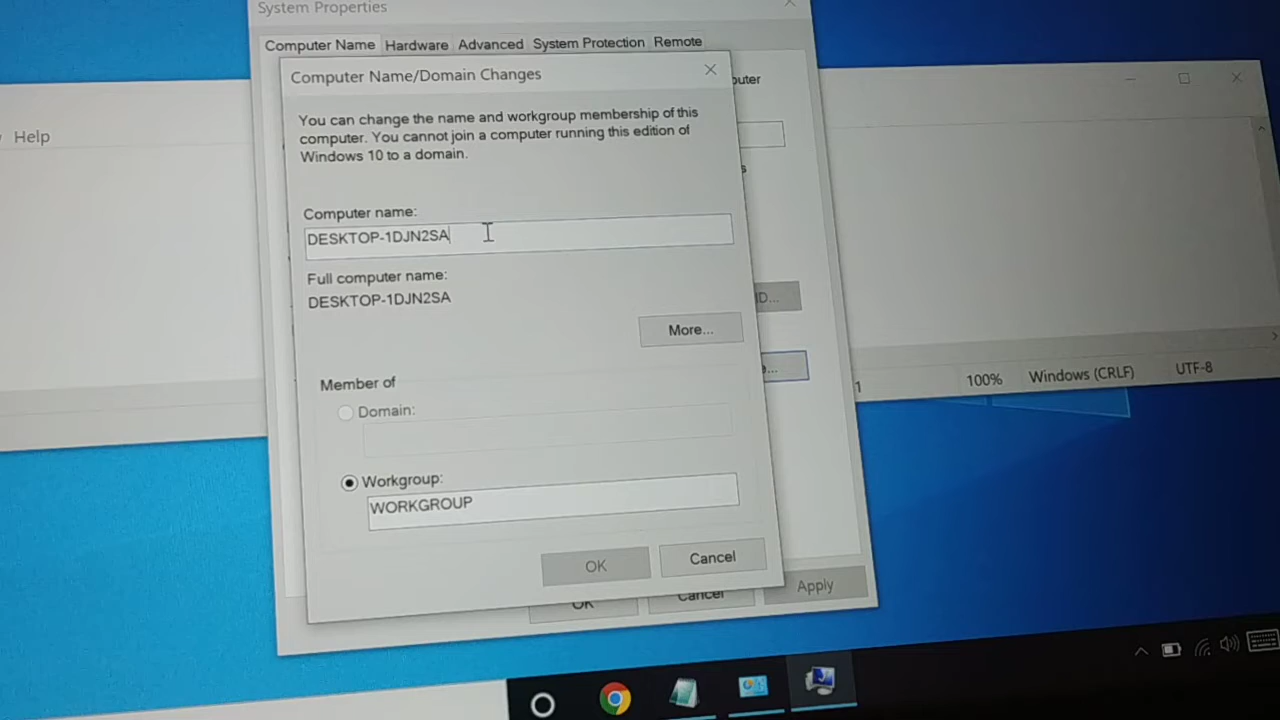 System Properties
Computer Name Hardware Advanced System Protection Remote
Computer Name/Domain Changes
Help
You can change the name and workgroup membership of this
computer. You cannot join a computer running this edition of
Windows 10 to a domain.
Computer name:
DESKTOP-1DJN2SA
Full computer name:
DESKTOP-1DJN2SA
More...
Member of
Domain:
Workgroup:
WORKGROUP
OK Cancel
OK Cancel Apply
100% Windows (CRLF) UTF-8